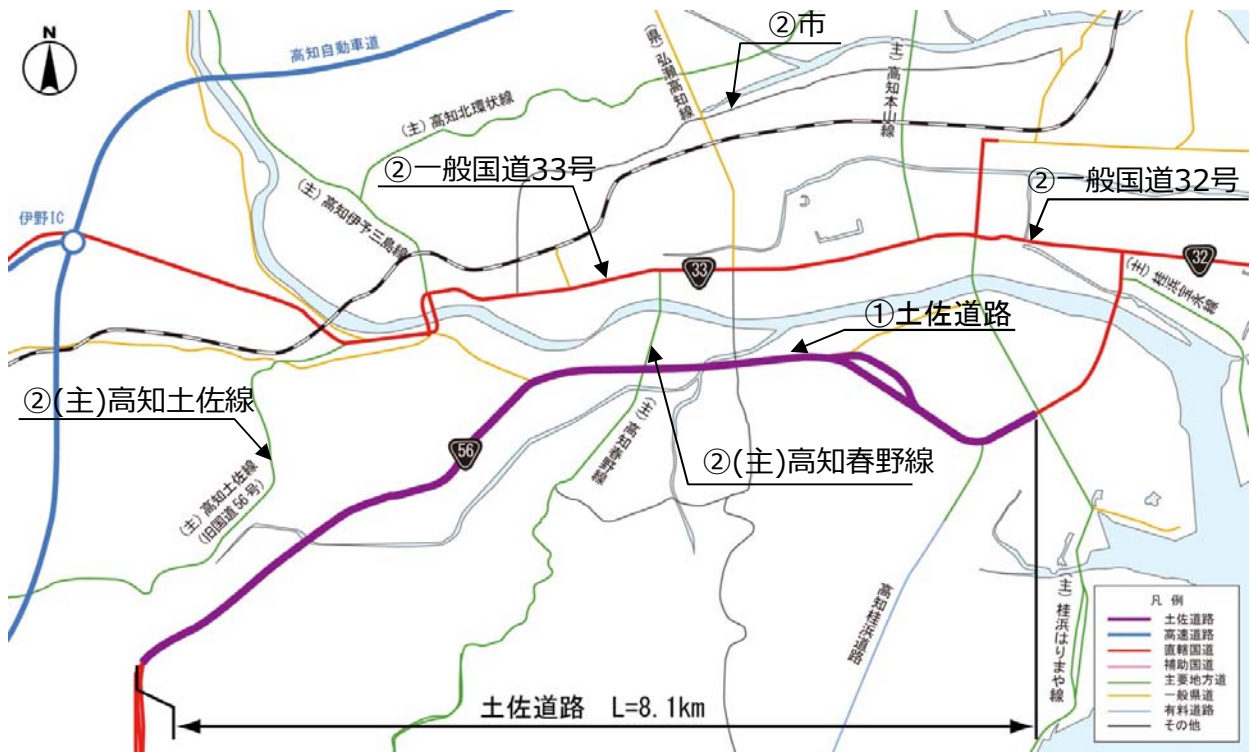 N
②市
高知自動車道
(県)弘瀬高知線
(主)高知本山線
(主)高知北環状線
②一般国道33号
②一般国道32号
伊野IC
(主)高知伊予三島線
33
32
(主)桂浜宝永線
①土佐道路
②(主)高知土佐線
56
(主)高知春野線
②(主)高知春野線
(主)高知土佐線
(旧国道56号)
高知桂浜道路
(主)桂浜はりまや線
土佐道路 L=8.1km
凡例
土佐道路
高速道路
直轄国道
補助国道
主要地方道
一般県道
有料道路
その他